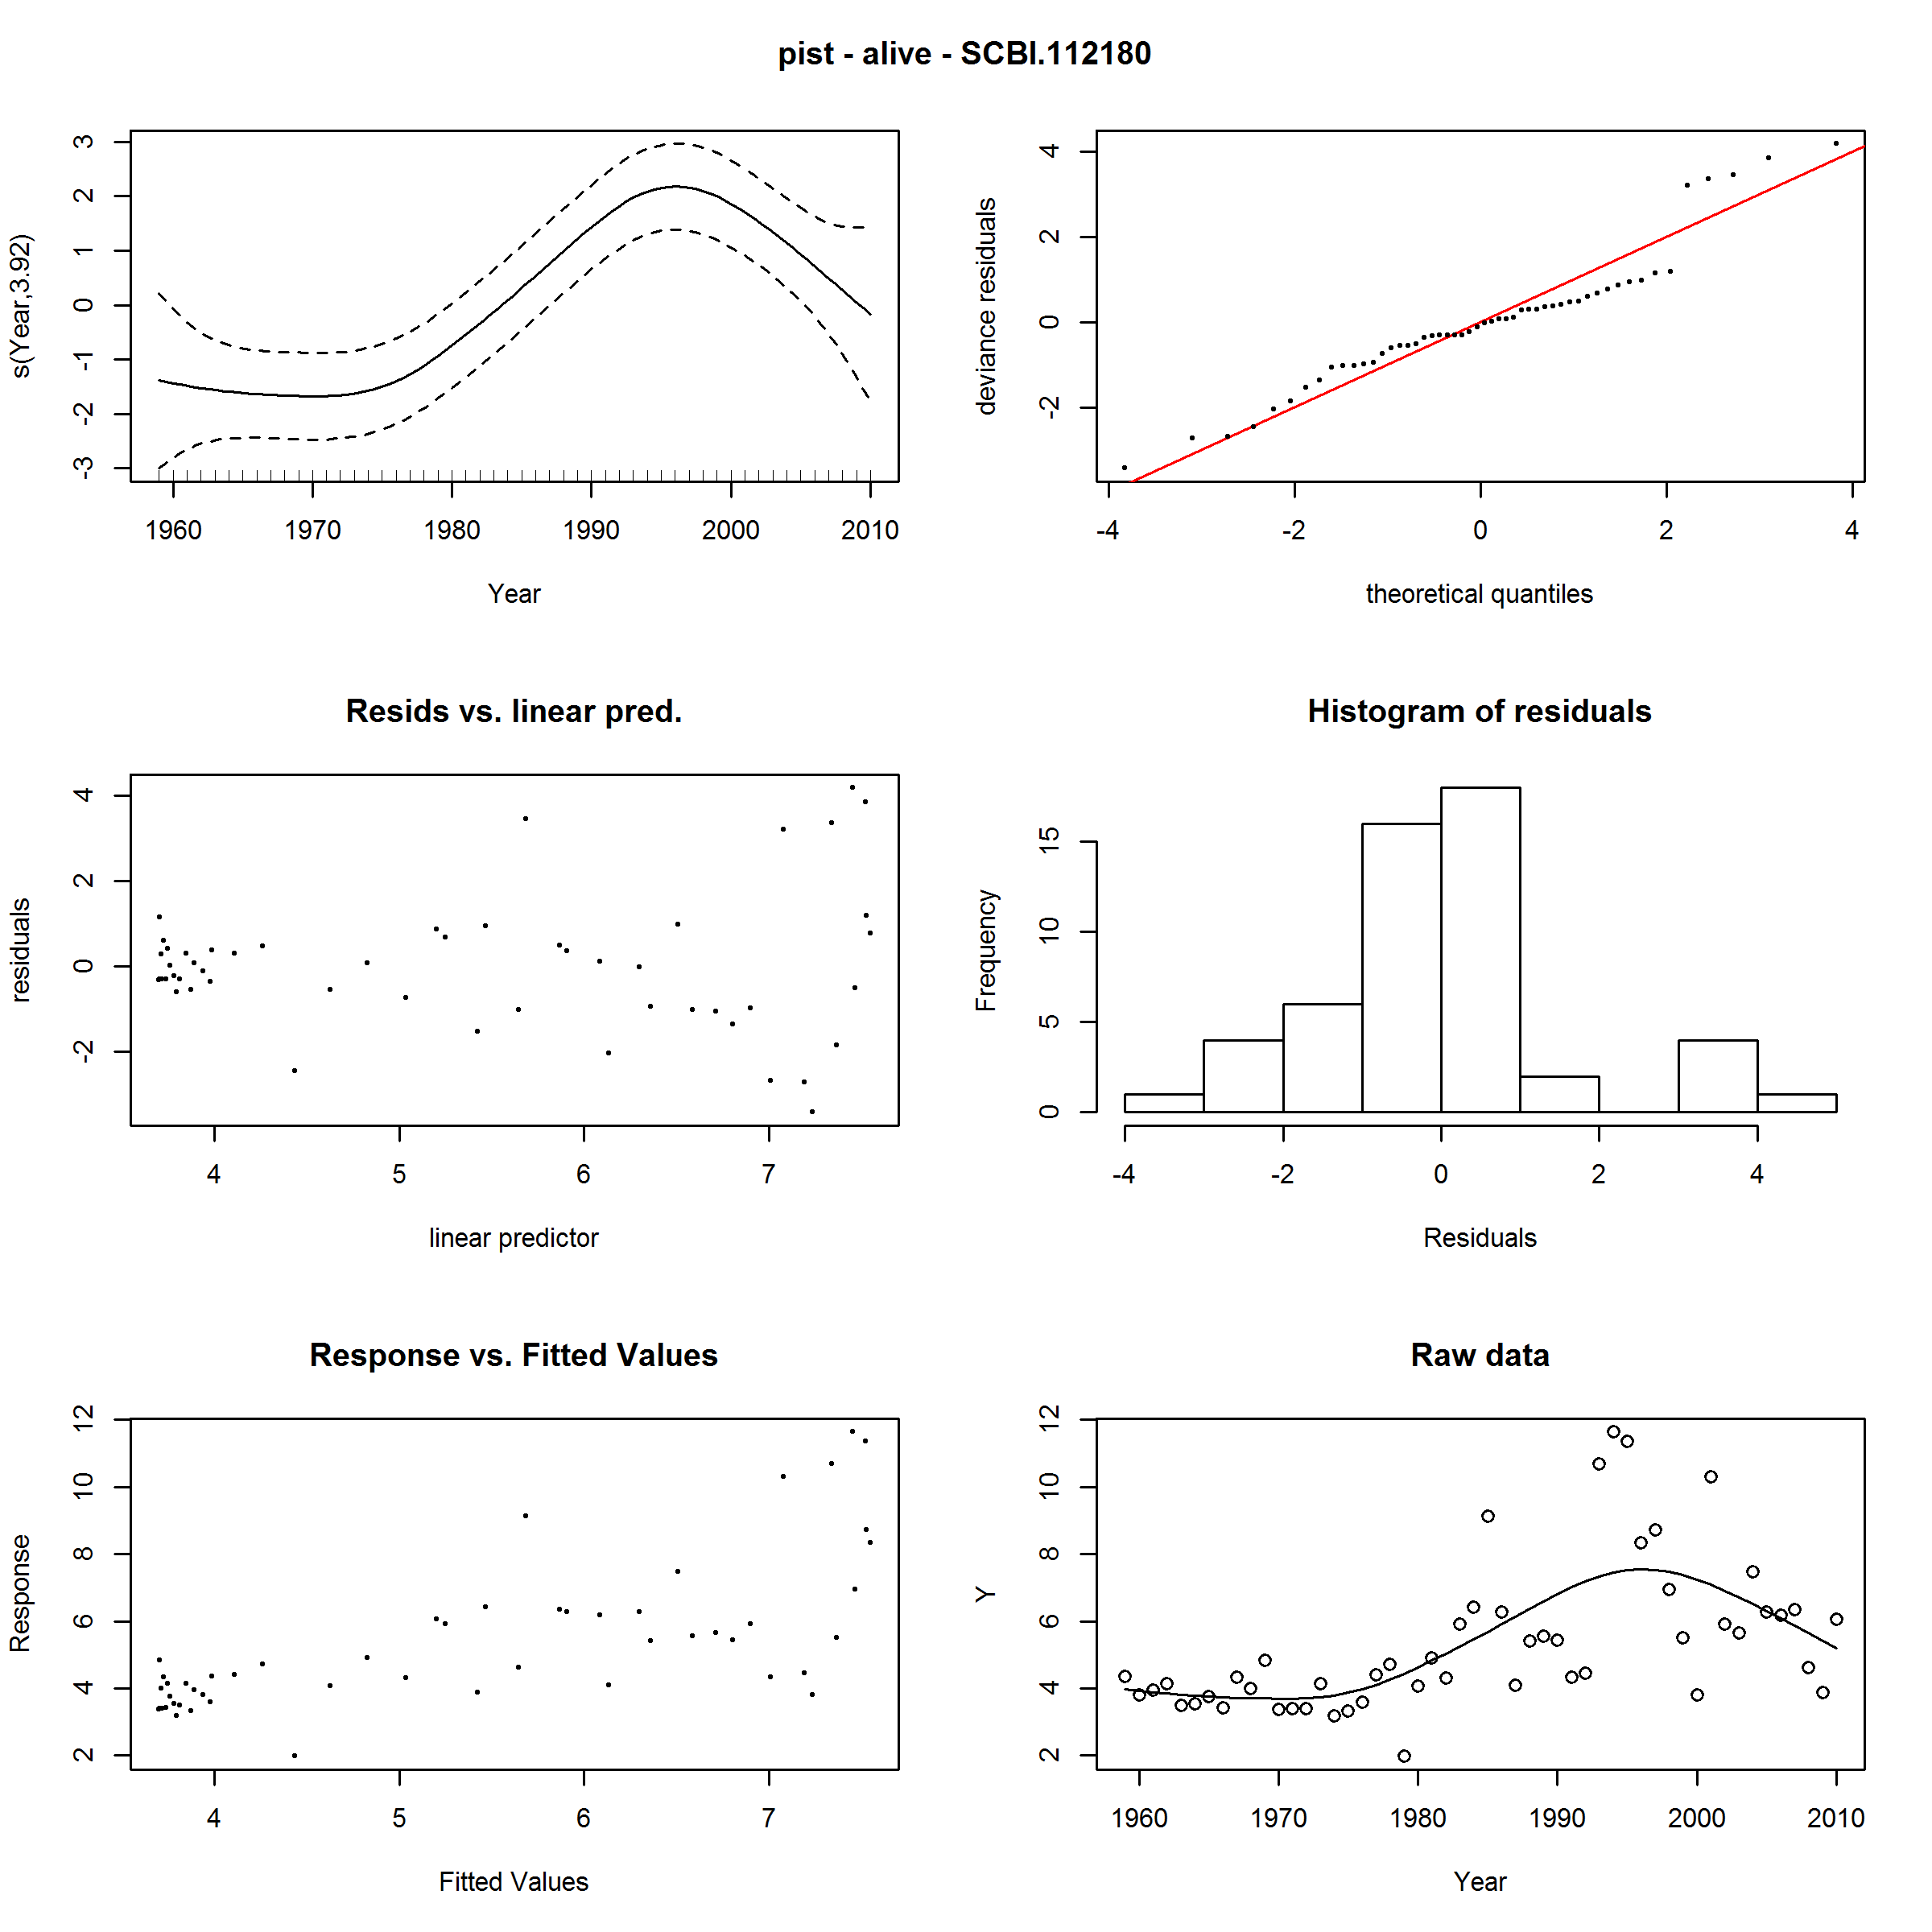 pist - alive - SCBI.112180
s(Year,3.92)
3
2
1
0
-1
-2
-3
1960 1970 1980 1990 2000 2010
Year
deviance residuals
4
2
0
-2
-4 -2 0 2 4
theoretical quantiles
Resids vs. linear pred.
residuals
4
2
0
-2
4 5 6 7
linear predictor
Histogram of residuals
Frequency
15
10
5
0
-4 -2 0 2 4
Residuals
Response vs. Fitted Values
Response
12
10
8
6
4
2
4 5 6 7
Fitted Values
Raw data
Y
12
10
8
6
4
2
1960 1970 1980 1990 2000 2010
Year